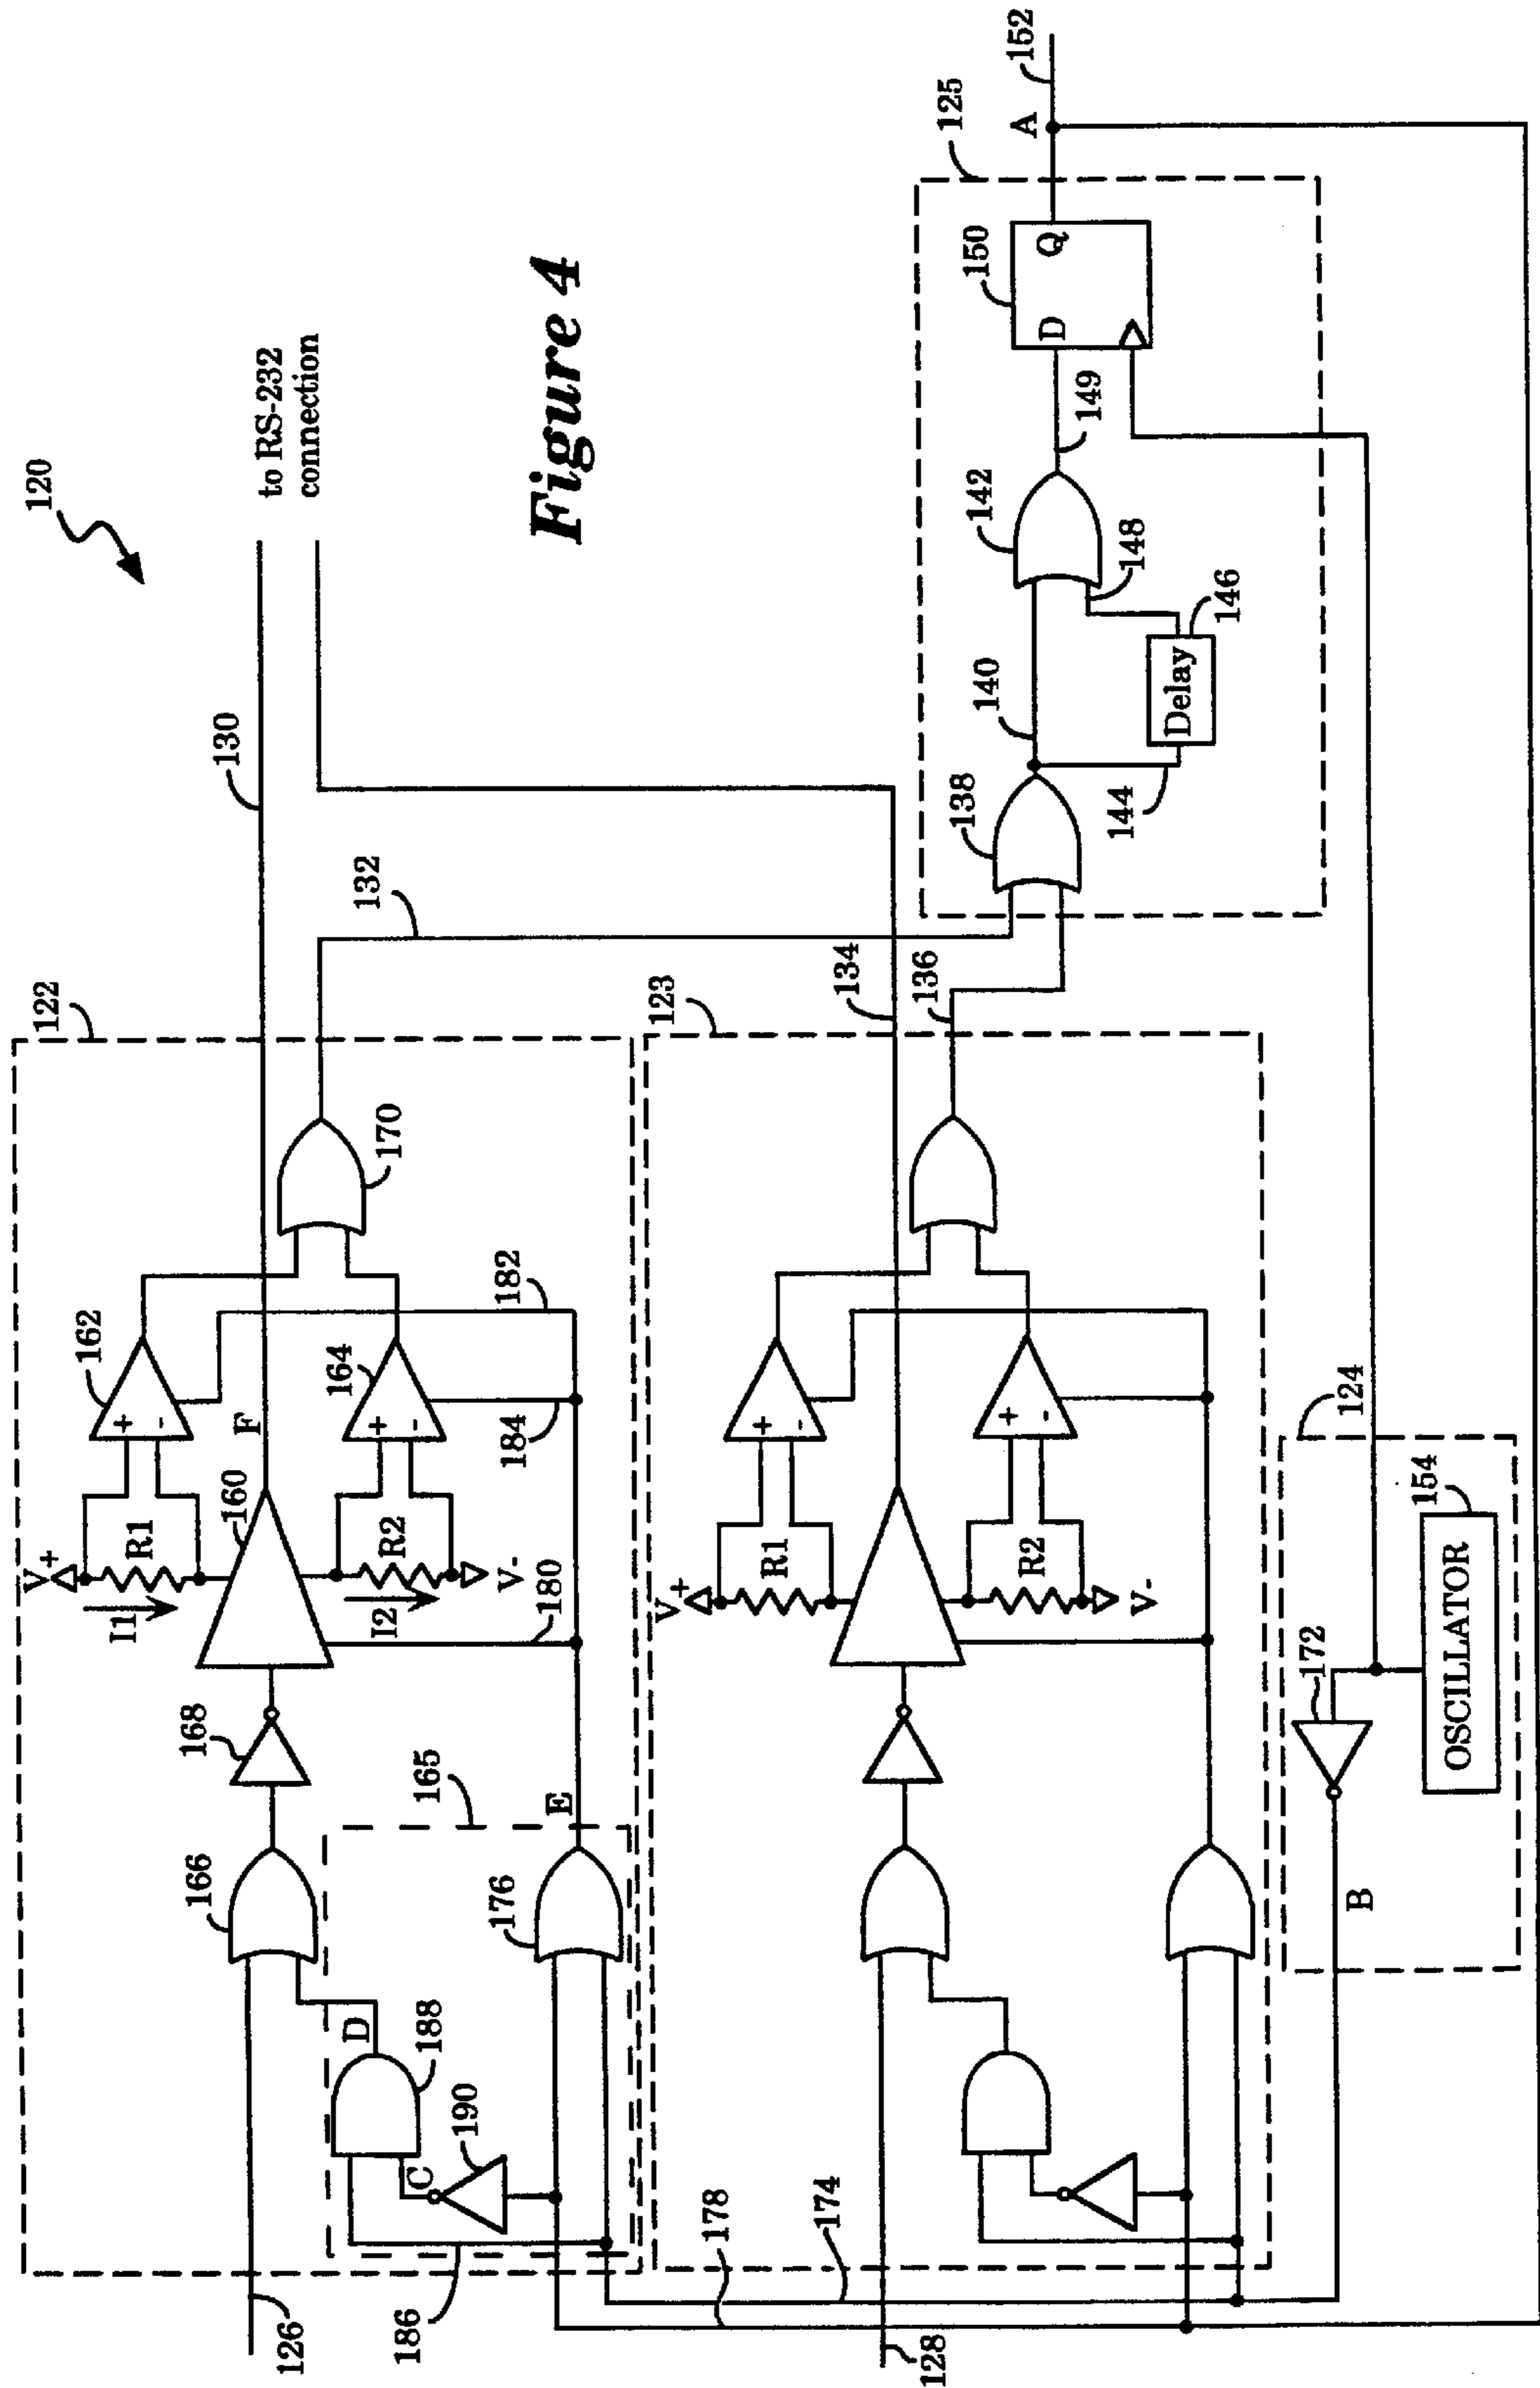 120
to RS-232
connection
Figure 4
130
132
122
V+
I1
R1
162
+
-
160
F
170
168
166
126
R2
I2
V-
164
+
-
182
184
180
165
E
176
D
188
C
190
186
178
174
123
134
136
V+
R1
+
-
R2
V-
+
-
128
125
138
140
142
144
Delay
146
148
149
150
D
Q
A
152
124
172
154
OSCILLATOR
B